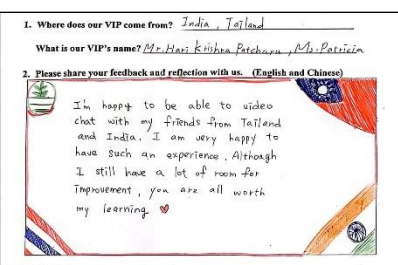 1. Where does our VIP come from? India , Tailand
What is our VIP's name? Mr. Hari Krishna Patcharu , Ms. Patricia
2. Please share your feedback and reflection with us. (English and Chinese)
I'm happy to be able to video
chat with my friends from Tailand
and India. I am very happy to
have such an experience. Althoagh
I still have a lot of room for
Improvement, you are all worth
my learning ♥